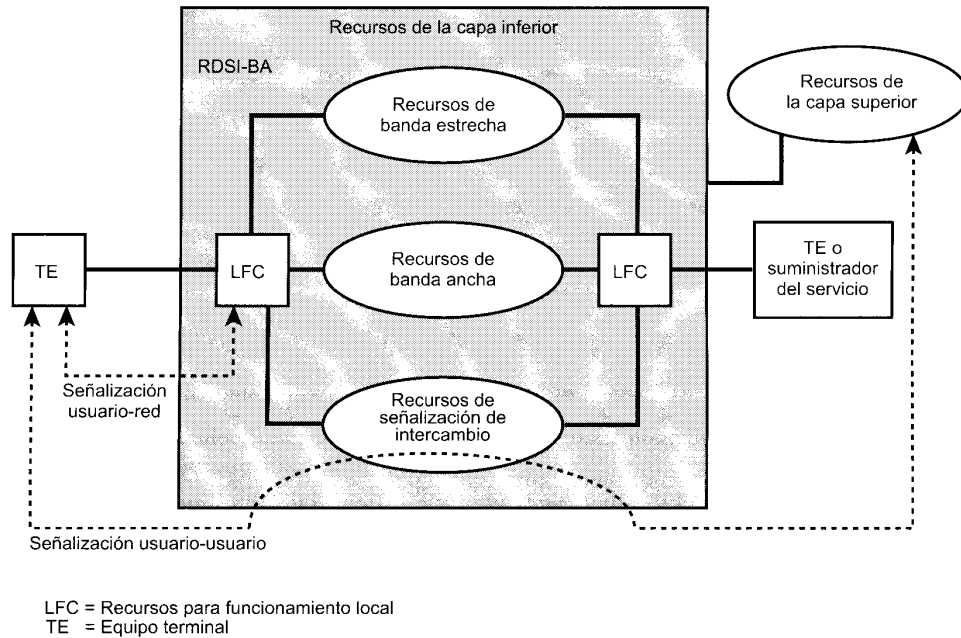 Recursos de la capa inferior
RDSI-BA
Recursos de
banda estrecha
Recursos de
la capa superior
TE
LFC
Recursos de
banda ancha
LFC
TE o
suministrador
del servicio
Señalización
usuario-red
Recursos de
señalización de
intercambio
Señalización usuario-usuario
LFC = Recursos para funcionamiento local
TE = Equipo terminal